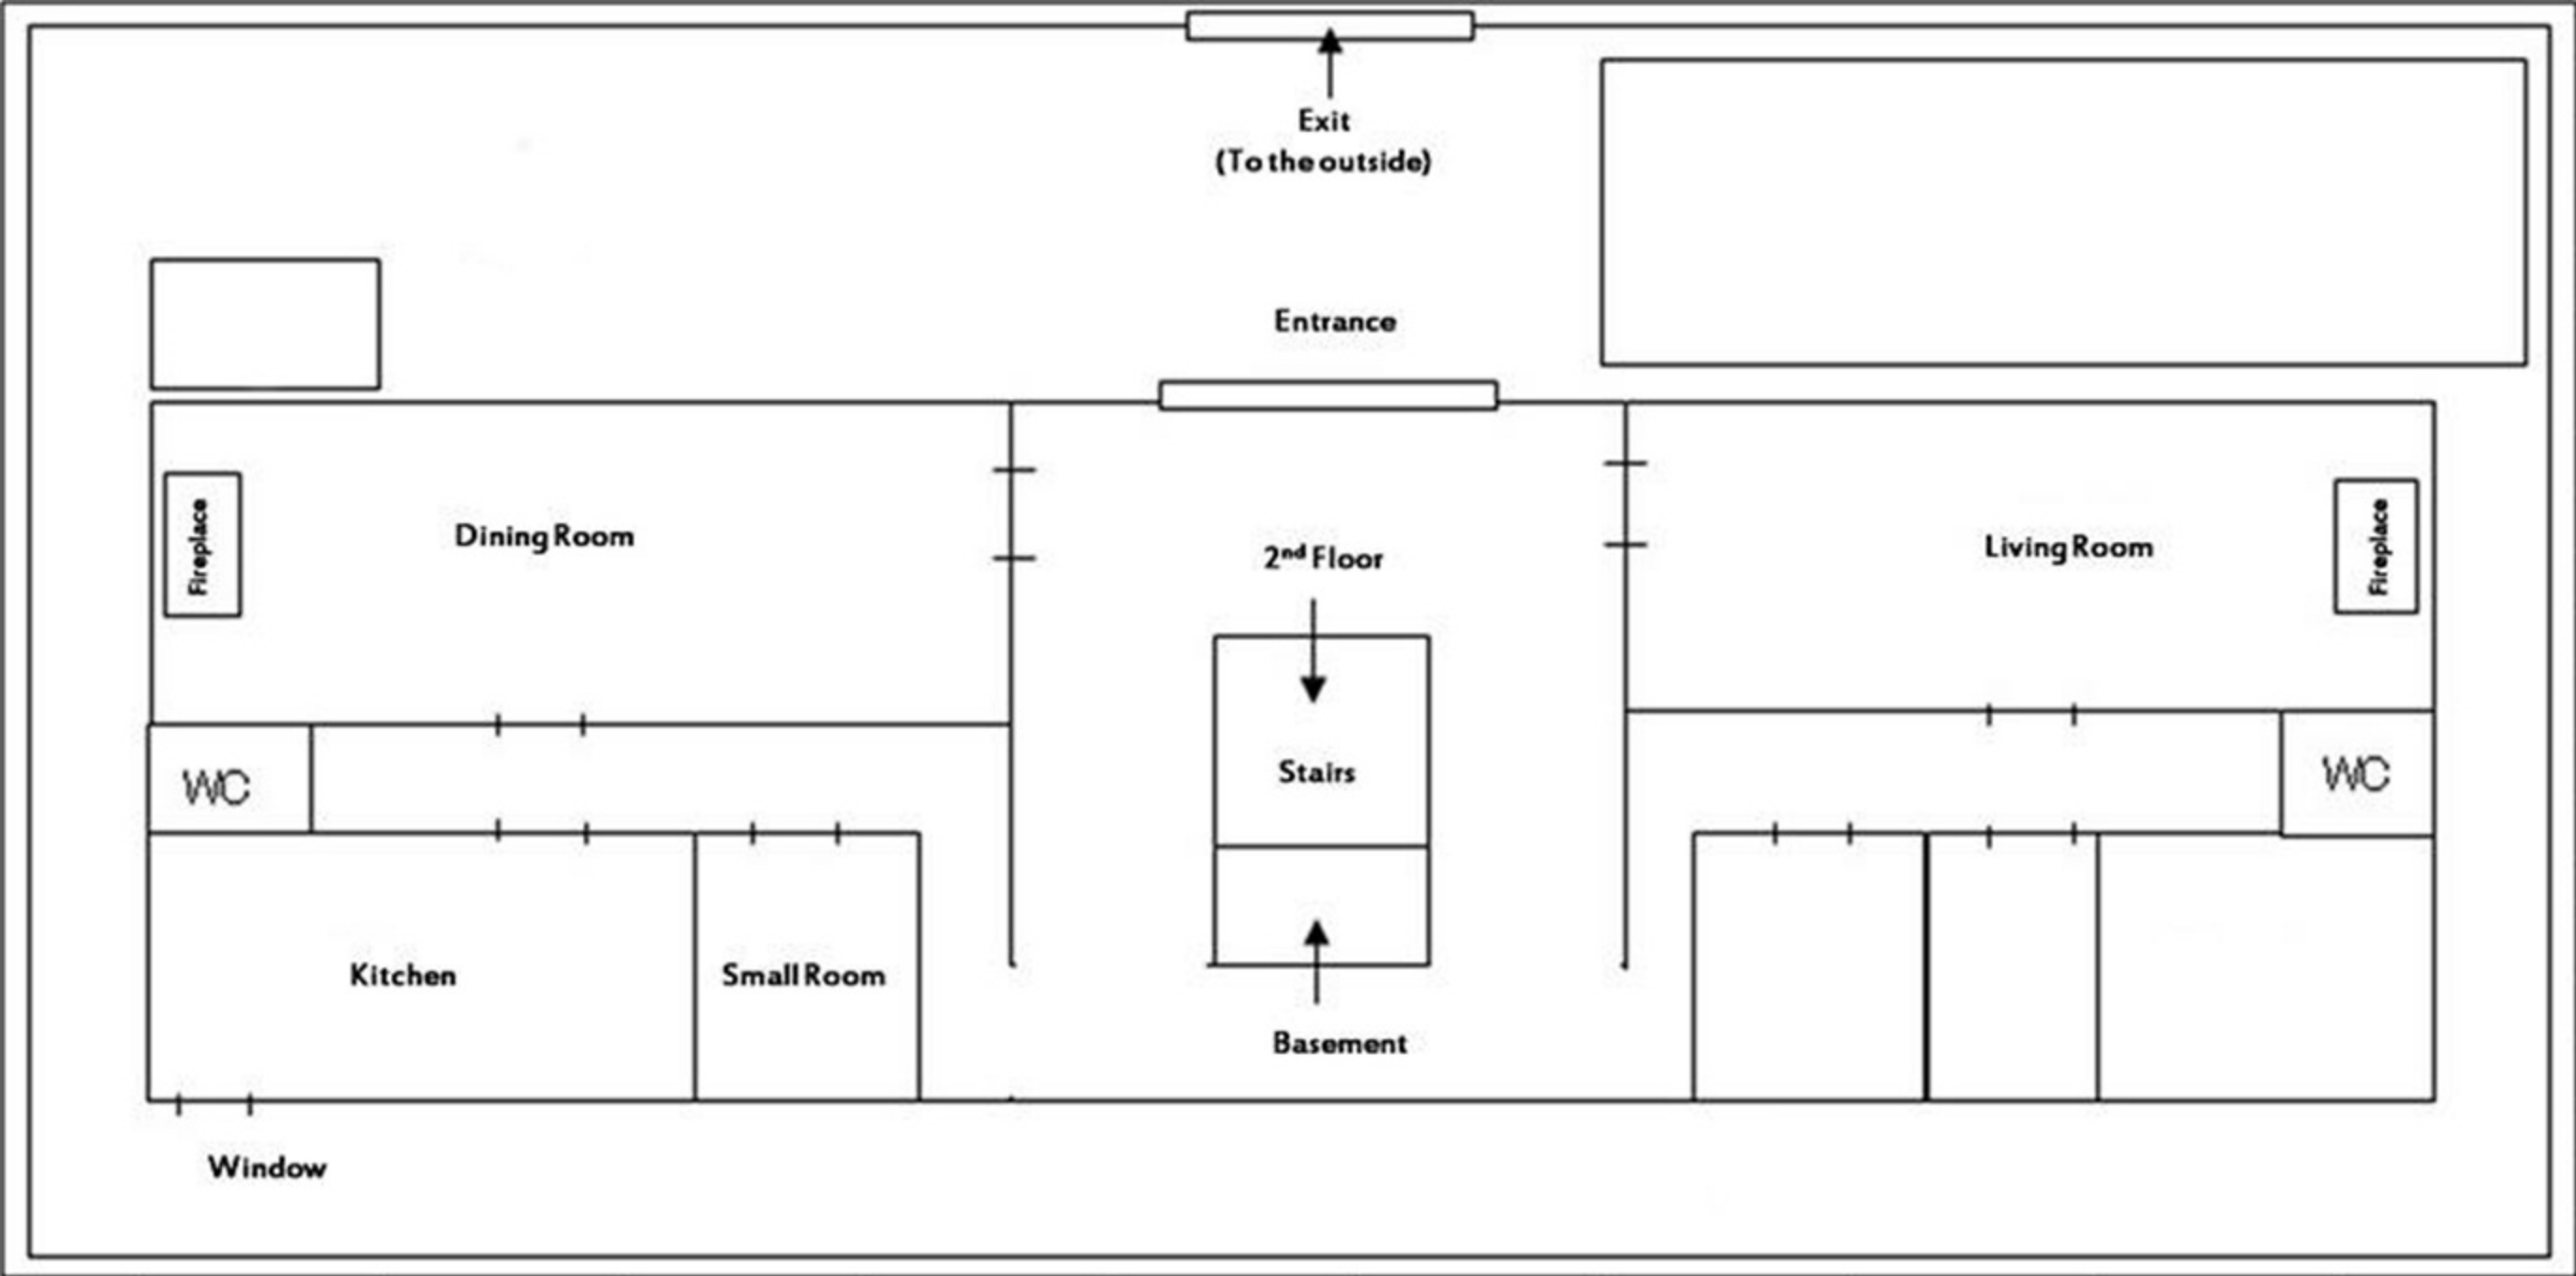 Exit
(To the outside)
Entrance
Fireplace
Dining Room
2nd Floor
Living Room
Fireplace
Stairs
WC
WC
Kitchen
Small Room
Basement
Window